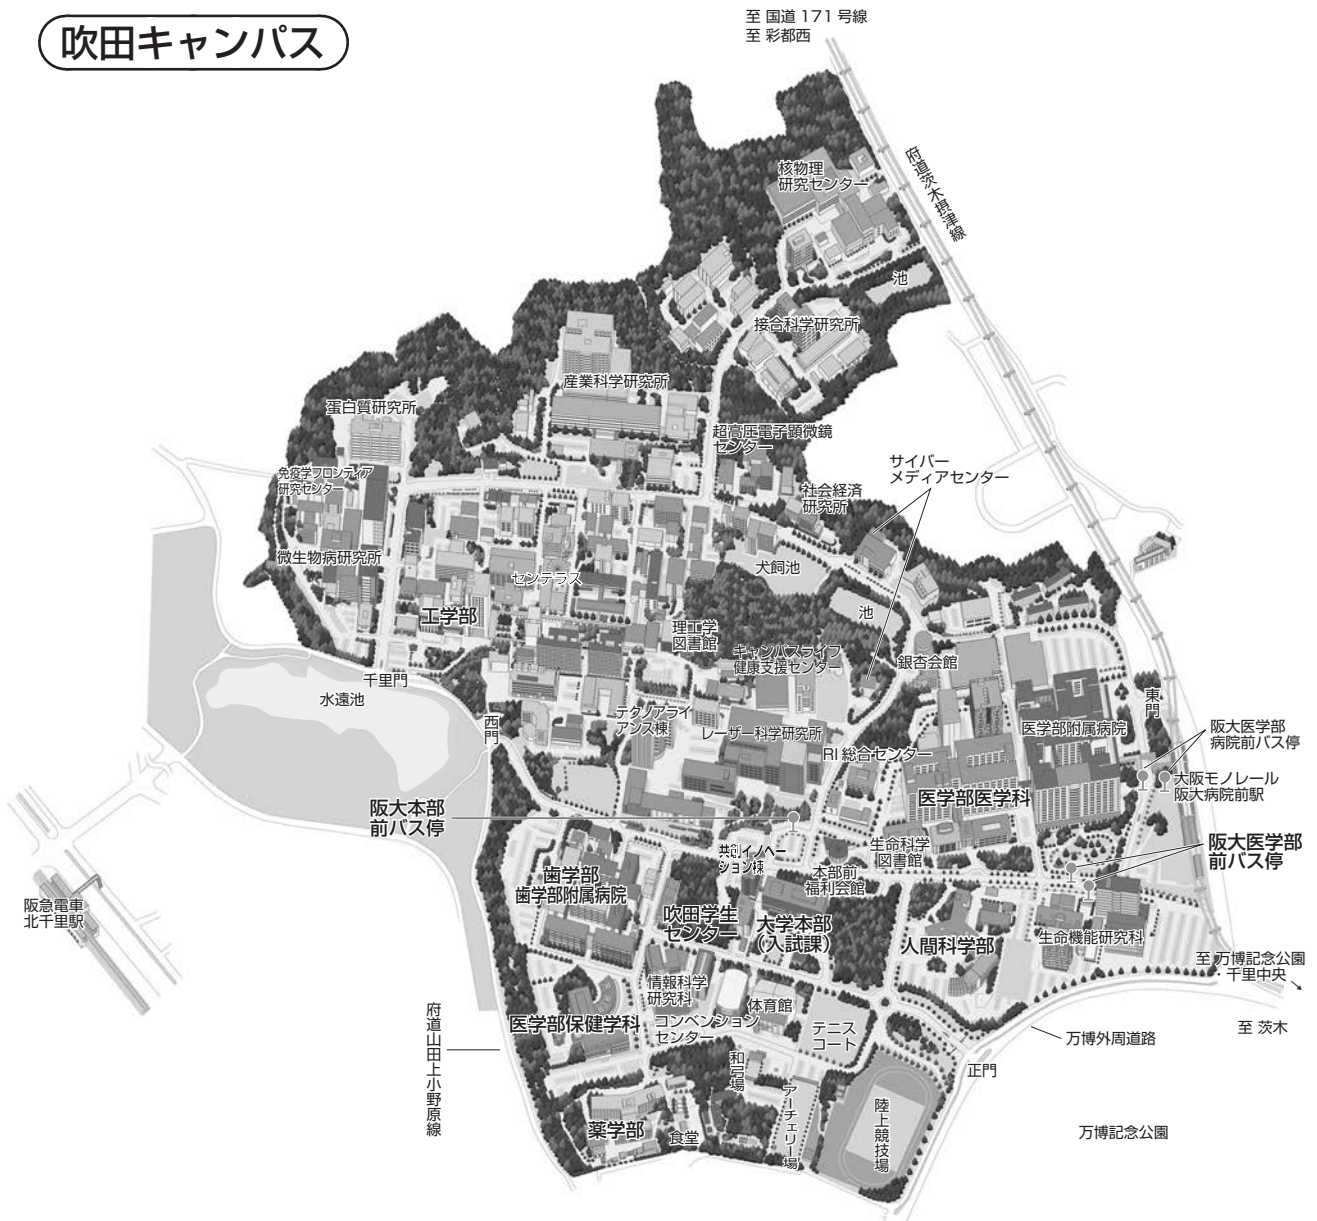 吹田キャンパス
至 国道 171 号線
至 彩都西
府道茨木摂津線
核物理
研究センター
池
接合科学研究所
産業科学研究所
蛋白質研究所
超高圧電子顕微鏡
センター
サイバー
メディアセンター
免疫学フロンティア
研究センター
社会経済
研究所
微生物病研究所
センテラス
犬飼池
工学部
池
理工学
図書館
キャンパスライフ
健康支援センター
銀杏会館
千里門
水遠池
西門
テクノアライ
アンス棟
レーザー科学研究所
RI 総合センター
医学部附属病院
東門
阪大医学部
病院前バス停
大阪モノレール
阪大病院前駅
医学部医学科
阪大本部
前バス停
共創イノベー
ション棟
生命科学
図書館
阪大医学部
前バス停
本部前
福利会館
歯学部
歯学部附属病院
阪急電車
北千里駅
吹田学生
センター
大学本部
(入試課)
人間科学部
生命機能研究科
至 万博記念公園
・千里中央
情報科学
研究科
体育館
医学部保健学科
コンベンション
センター
テニス
コート
至 茨木
万博外周道路
府道山田上小野原線
和弓場
正門
アーチェリー場
陸上競技場
薬学部
食堂
万博記念公園